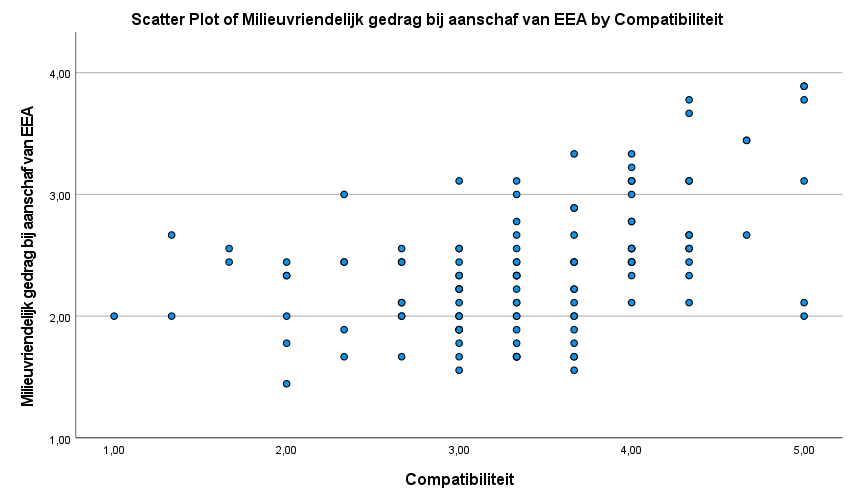 Scatter Plot of Milieuvriendelijk gedrag bij aanschaf van EEA by Compatibiliteit
Milieuvriendelijk gedrag bij aanschaf van EEA
4,00
3,00
2,00
1,00
1,00 2,00 3,00 4,00 5,00
Compatibiliteit